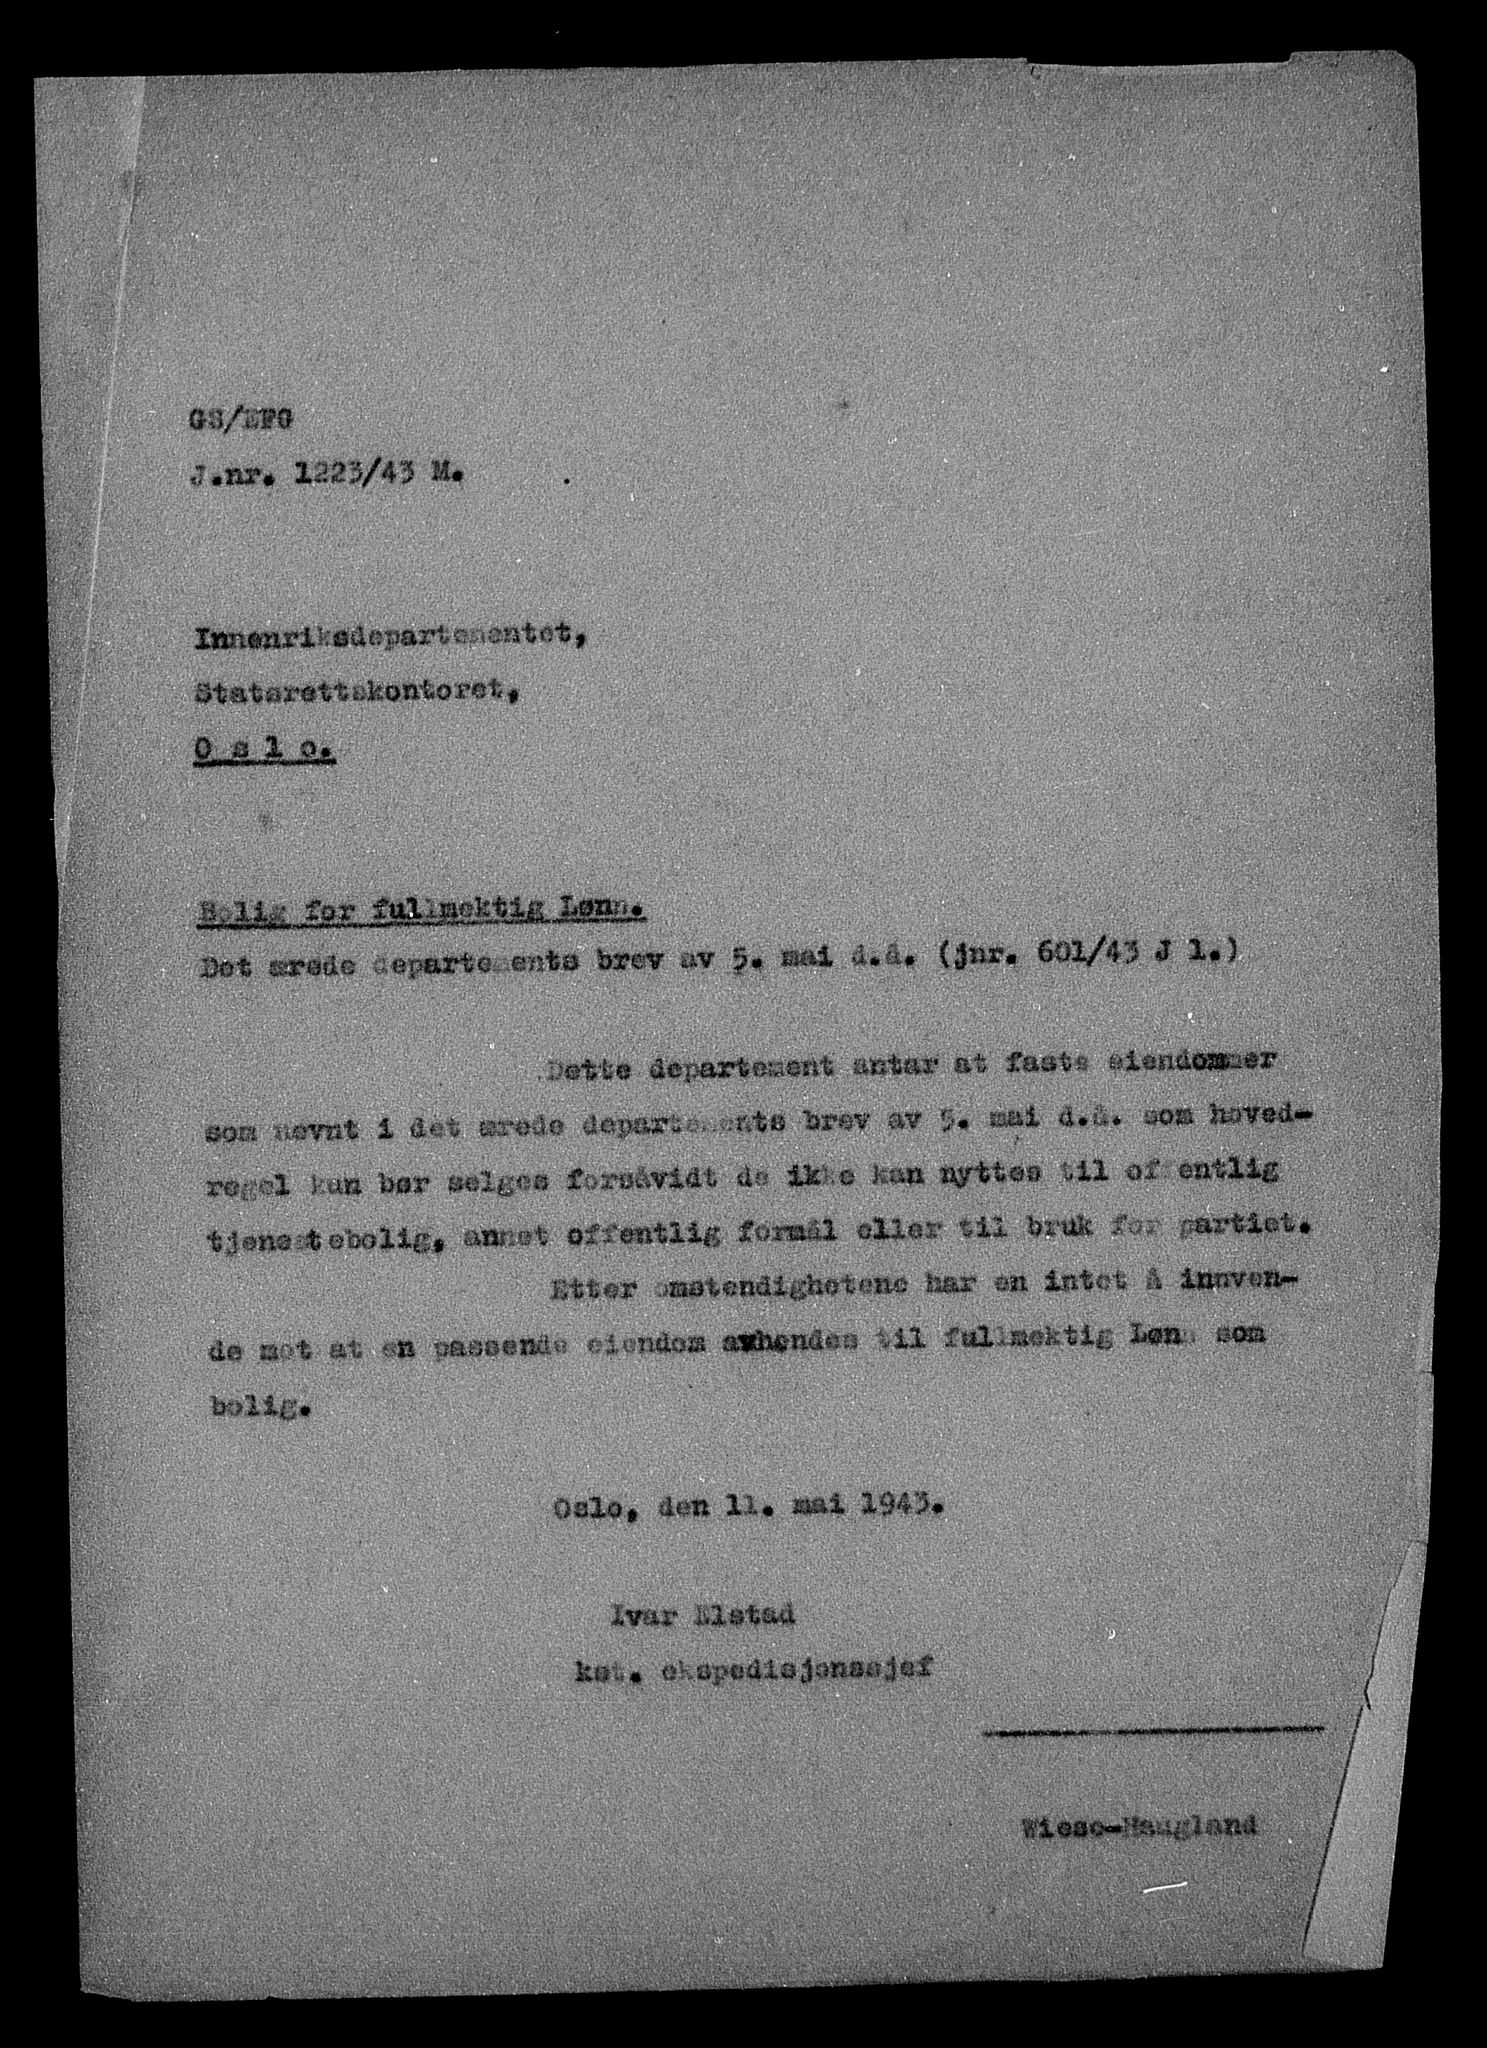 GS/EFG
J.nr. 1223/43 M.
Innenriksdepartementet,
Statsrettskontoret,
O s l o.
Bolig for fullmektig Lønn.
Det ærede departements brev av 5. mai d.å. (jnr. 601/43 J 1.)
Dette departement antar at faste eiendommer
som nevnt i det ærede departements brev av 5. mai d.å. som hoved-
regel kun bør selges forsåvidt de ikke kan nyttes til offentlig
tjenestebolig, annet offentlig formål eller til bruk for partiet.
Etter omstendighetene har en intet å innven-
de mot at en passende eiendom avhendes til fullmektig Lønn som
bolig.
Oslo, den 11. mai 1943.
Ivar Elstad
kst. ekspedisjonssjef
Wiese-Haugland